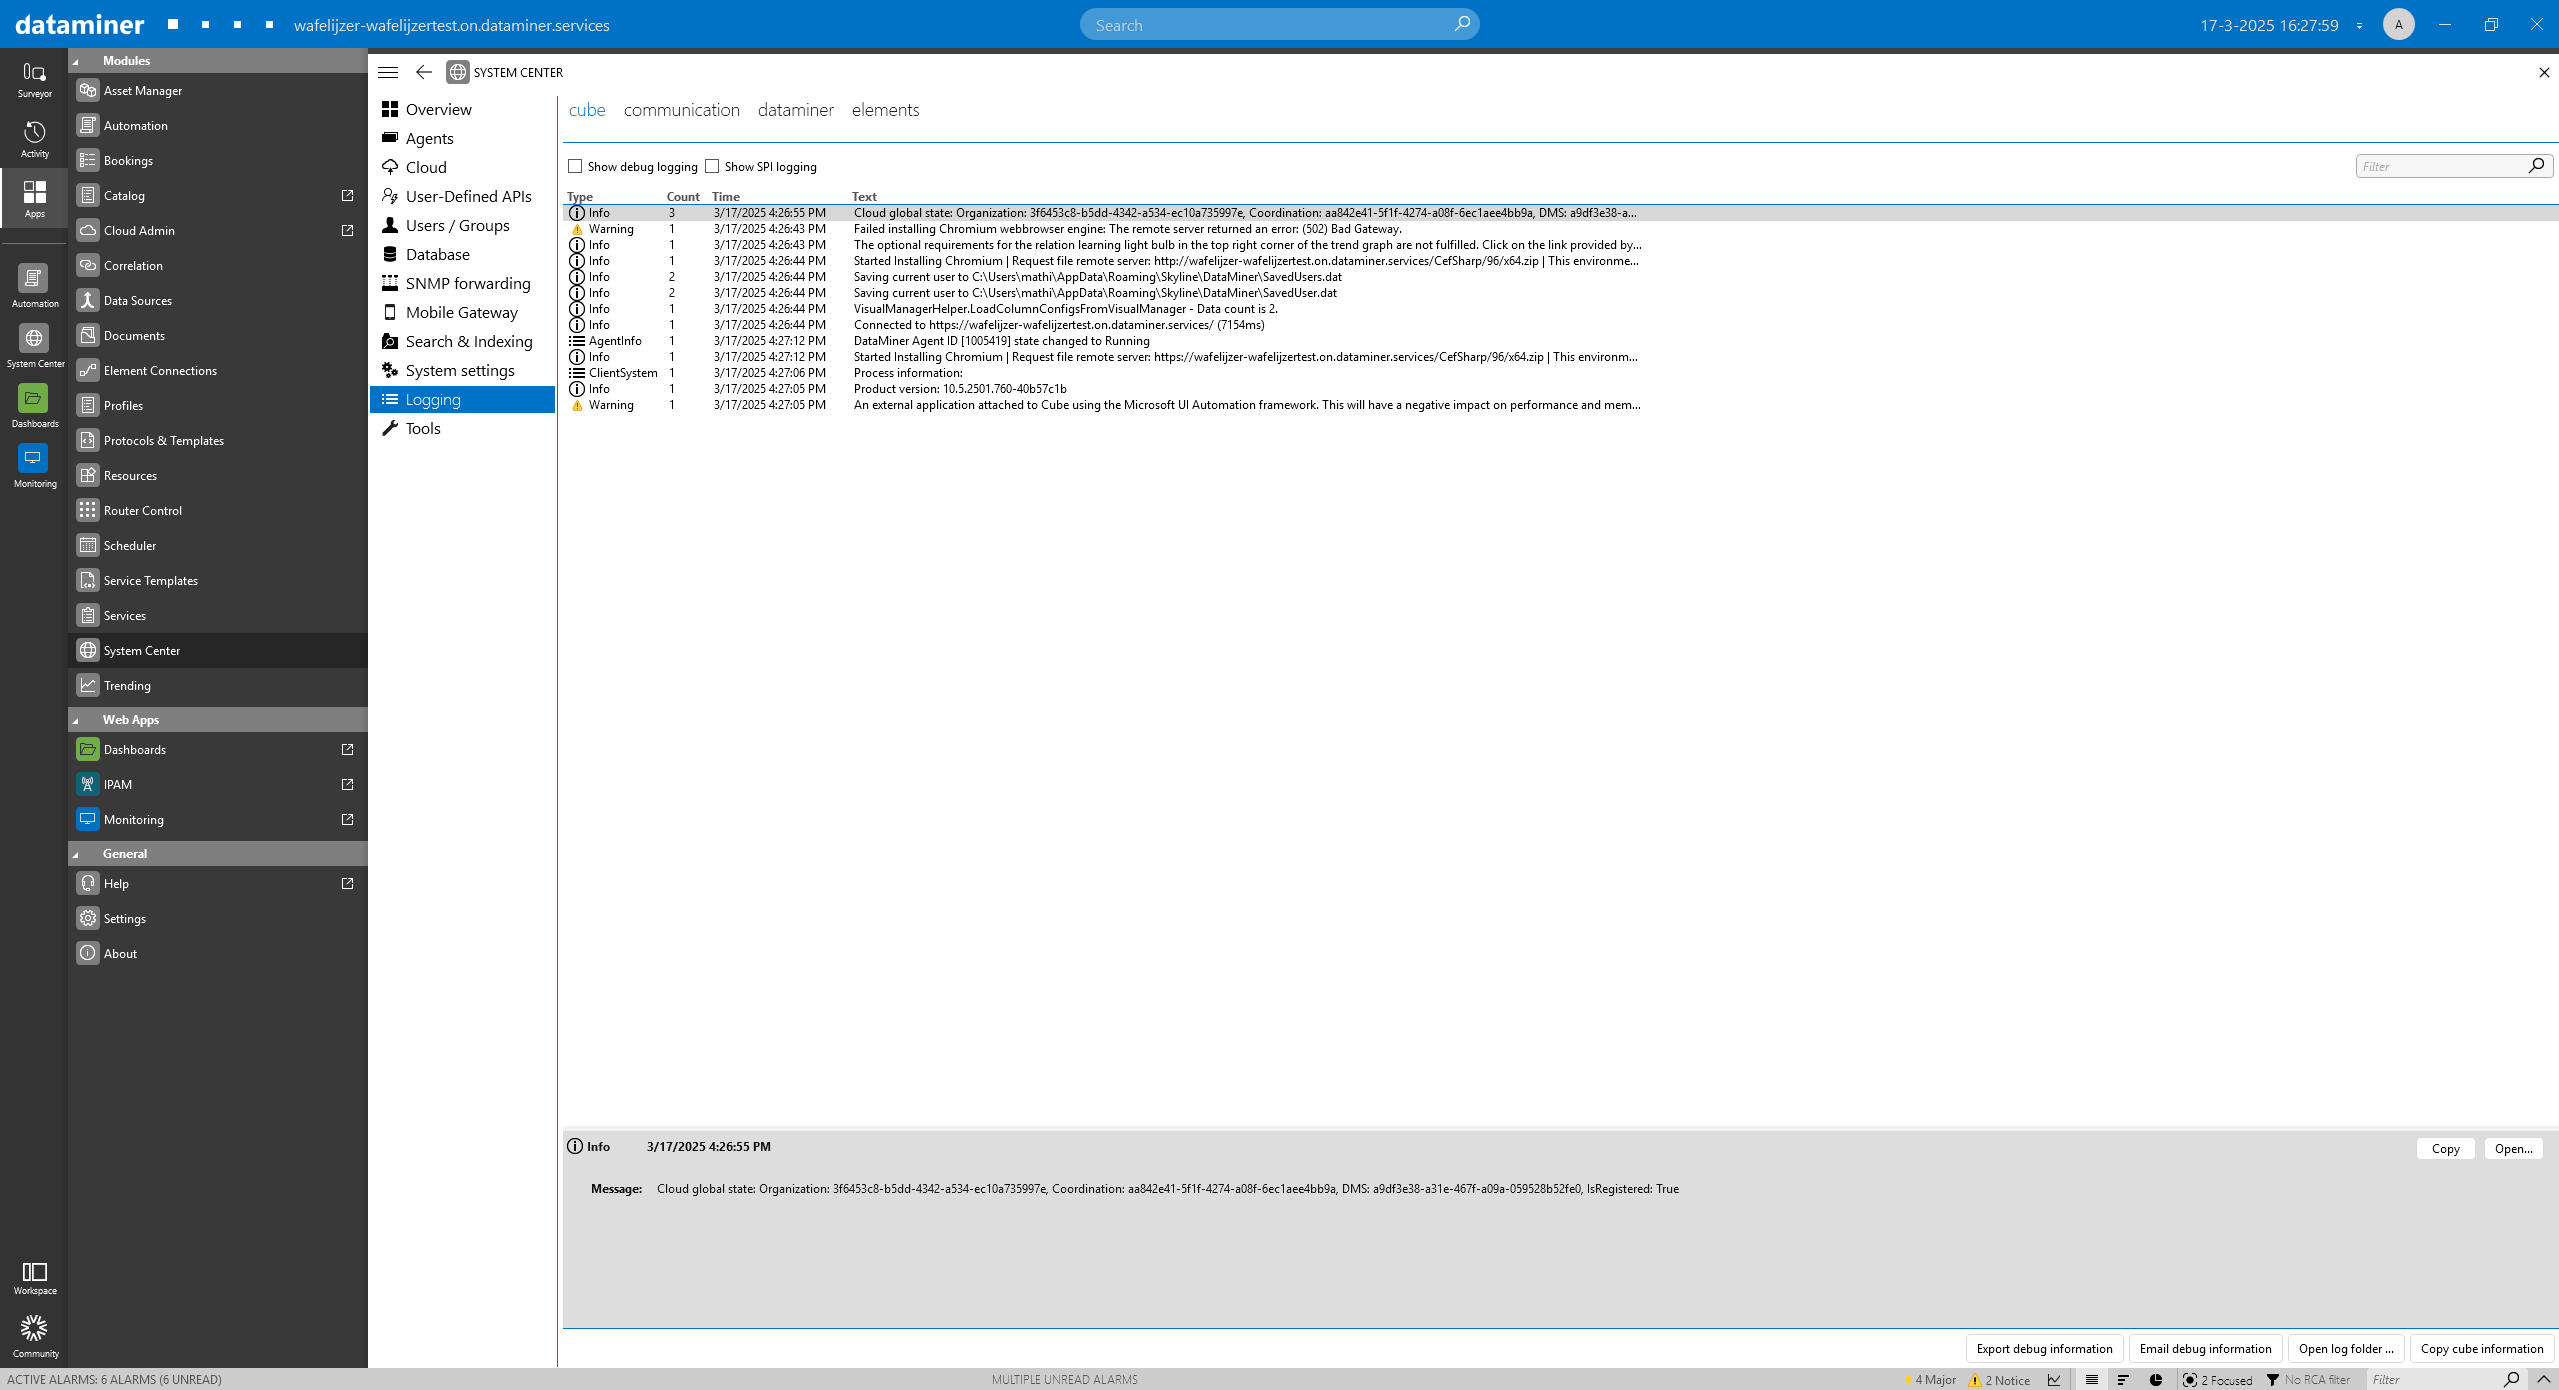 dataminer
wafelijzer-wafelijzertest.on.dataminer.services
Search
17-3-2025 16:27:59
A
Surveyor
Activity
Apps
Automation
System Center
Dashboards
Monitoring
Workspace
Community
Modules
Asset Manager
Automation
Bookings
Catalog
Cloud Admin
Correlation
Data Sources
Documents
Element Connections
Profiles
Protocols & Templates
Resources
Router Control
Scheduler
Service Templates
Services
System Center
Trending
Web Apps
Dashboards
IPAM
Monitoring
General
Help
Settings
About
SYSTEM CENTER
Overview
Agents
Cloud
User-Defined APIs
Users / Groups
Database
SNMP forwarding
Mobile Gateway
Search & Indexing
System settings
Logging
Tools
cube communication dataminer elements
Show debug logging Show SPI logging Filter
Type Count Time Text
Info 3 3/17/2025 4:26:55 PM Cloud global state: Organization: 3f6453c8-b5dd-4342-a534-ec10a735997e, Coordination: aa842e41-5f1f-4274-a08f-6ec1aee4bb9a, DMS: a9df3e38-a...
Warning 1 3/17/2025 4:26:43 PM Failed installing Chromium webbrowser engine: The remote server returned an error: (502) Bad Gateway.
Info 1 3/17/2025 4:26:43 PM The optional requirements for the relation learning light bulb in the top right corner of the trend graph are not fulfilled. Click on the link provided by...
Info 1 3/17/2025 4:26:44 PM Started Installing Chromium | Request file remote server: http://wafelijzer-wafelijzertest.on.dataminer.services/CefSharp/96/x64.zip | This environme...
Info 2 3/17/2025 4:26:44 PM Saving current user to C:\Users\mathi\AppData\Roaming\Skyline\DataMiner\SavedUsers.dat
Info 2 3/17/2025 4:26:44 PM Saving current user to C:\Users\mathi\AppData\Roaming\Skyline\DataMiner\SavedUser.dat
Info 1 3/17/2025 4:26:44 PM VisualManagerHelper.LoadColumnConfigsFromVisualManager - Data count is 2.
Info 1 3/17/2025 4:26:44 PM Connected to https://wafelijzer-wafelijzertest.on.dataminer.services/ (7154ms)
AgentInfo 1 3/17/2025 4:27:12 PM DataMiner Agent ID [1005419] state changed to Running
Info 1 3/17/2025 4:27:12 PM Started Installing Chromium | Request file remote server: https://wafelijzer-wafelijzertest.on.dataminer.services/CefSharp/96/x64.zip | This environm...
ClientSystem 1 3/17/2025 4:27:06 PM Process information:
Info 1 3/17/2025 4:27:05 PM Product version: 10.5.2501.760-40b57c1b
Warning 1 3/17/2025 4:27:05 PM An external application attached to Cube using the Microsoft UI Automation framework. This will have a negative impact on performance and mem...
Info 3/17/2025 4:26:55 PM Copy Open...
Message: Cloud global state: Organization: 3f6453c8-b5dd-4342-a534-ec10a735997e, Coordination: aa842e41-5f1f-4274-a08f-6ec1aee4bb9a, DMS: a9df3e38-a31e-467f-a09a-059528b52fe0, IsRegistered: True
Export debug information Email debug information Open log folder ... Copy cube information
ACTIVE ALARMS: 6 ALARMS (6 UNREAD) MULTIPLE UNREAD ALARMS 4 Major 2 Notice 2 Focused No RCA filter Filter